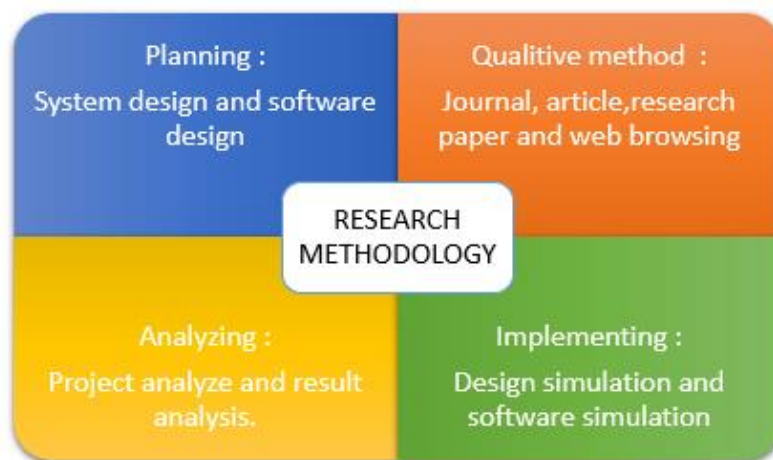 Planning :
System design and software
design
Qualitive method :
Journal, article,research
paper and web browsing
RESEARCH
METHODOLOGY
Analyzing :
Project analyze and result
analysis.
Implementing :
Design simulation and
software simulation